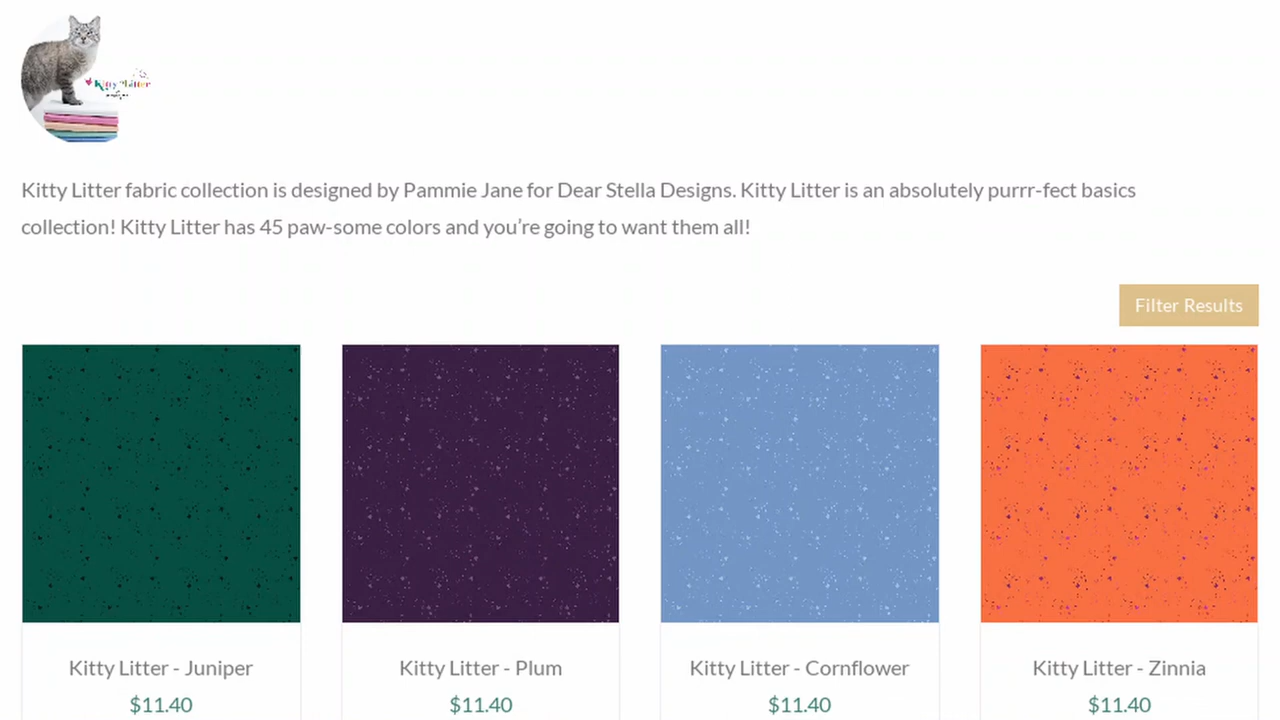 Kitty Litter
Kitty Litter fabric collection is designed by Pammie Jane for Dear Stella Designs. Kitty Litter is an absolutely purrr-fect basics
collection! Kitty Litter has 45 paw-some colors and you’re going to want them all!
Filter Results
Kitty Litter - Juniper
Kitty Litter - Plum
Kitty Litter - Cornflower
Kitty Litter - Zinnia
$11.40
$11.40
$11.40
$11.40